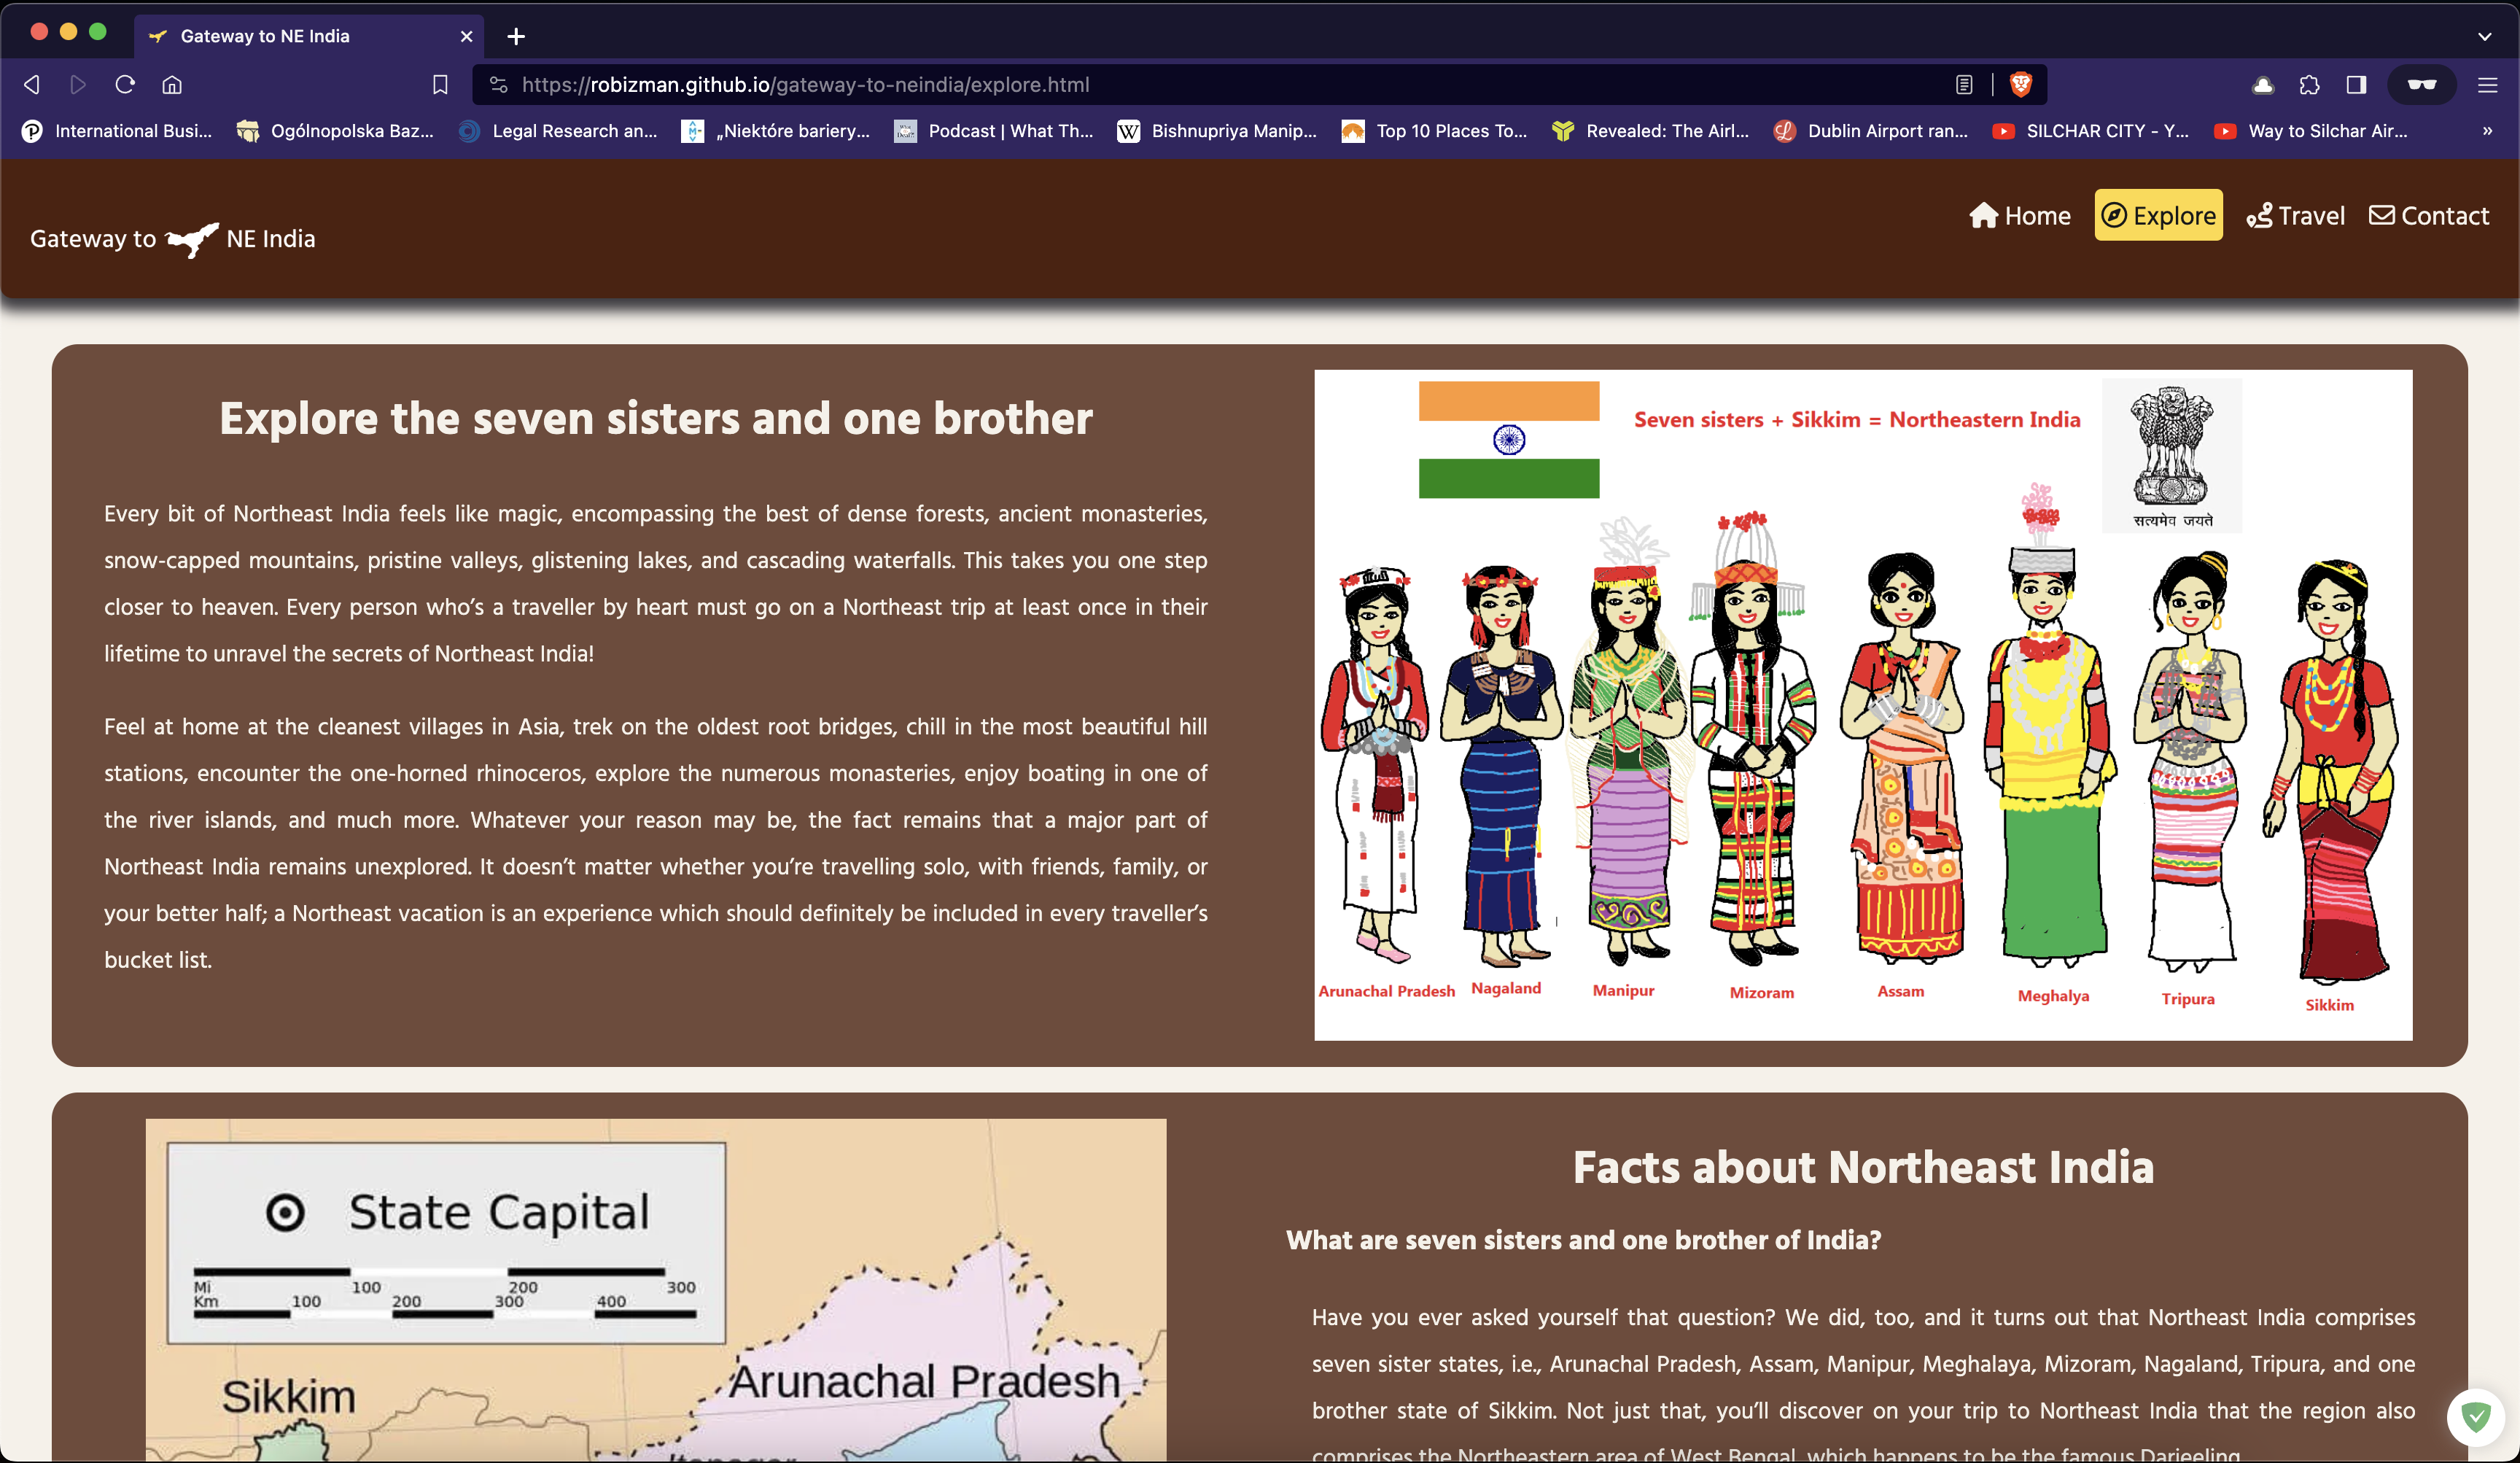 Gateway to NE India
https://robizman.github.io/gateway-to-neindia/explore.html
International Busi...
Ogólnopolska Baz...
Legal Research an...
„Niektóre bariery...
Podcast | What Th...
Bishnupriya Manip...
Top 10 Places To...
Revealed: The Airl...
Dublin Airport ran...
SILCHAR CITY - Y...
Way to Silchar Air...
Gateway to NE India
Home
Explore
Travel
Contact
Explore the seven sisters and one brother
Every bit of Northeast India feels like magic, encompassing the best of dense forests, ancient monasteries,
snow-capped mountains, pristine valleys, glistening lakes, and cascading waterfalls. This takes you one step
closer to heaven. Every person who’s a traveller by heart must go on a Northeast trip at least once in their
lifetime to unravel the secrets of Northeast India!
Feel at home at the cleanest villages in Asia, trek on the oldest root bridges, chill in the most beautiful hill
stations, encounter the one-horned rhinoceros, explore the numerous monasteries, enjoy boating in one of
the river islands, and much more. Whatever your reason may be, the fact remains that a major part of
Northeast India remains unexplored. It doesn’t matter whether you’re travelling solo, with friends, family, or
your better half; a Northeast vacation is an experience which should definitely be included in every traveller’s
bucket list.
Seven sisters + Sikkim = Northeastern India
सत्यमेव जयते
Arunachal Pradesh
Nagaland
Manipur
Mizoram
Assam
Meghalya
Tripura
Sikkim
State Capital
Mi 100 200 300
Km 100 200 300 400
Sikkim
Arunachal Pradesh
Facts about Northeast India
What are seven sisters and one brother of India?
Have you ever asked yourself that question? We did, too, and it turns out that Northeast India comprises
seven sister states, i.e., Arunachal Pradesh, Assam, Manipur, Meghalaya, Mizoram, Nagaland, Tripura, and one
brother state of Sikkim. Not just that, you’ll discover on your trip to Northeast India that the region also
comprises the Northeastern area of West Bengal, which happens to be the famous Darjeeling.